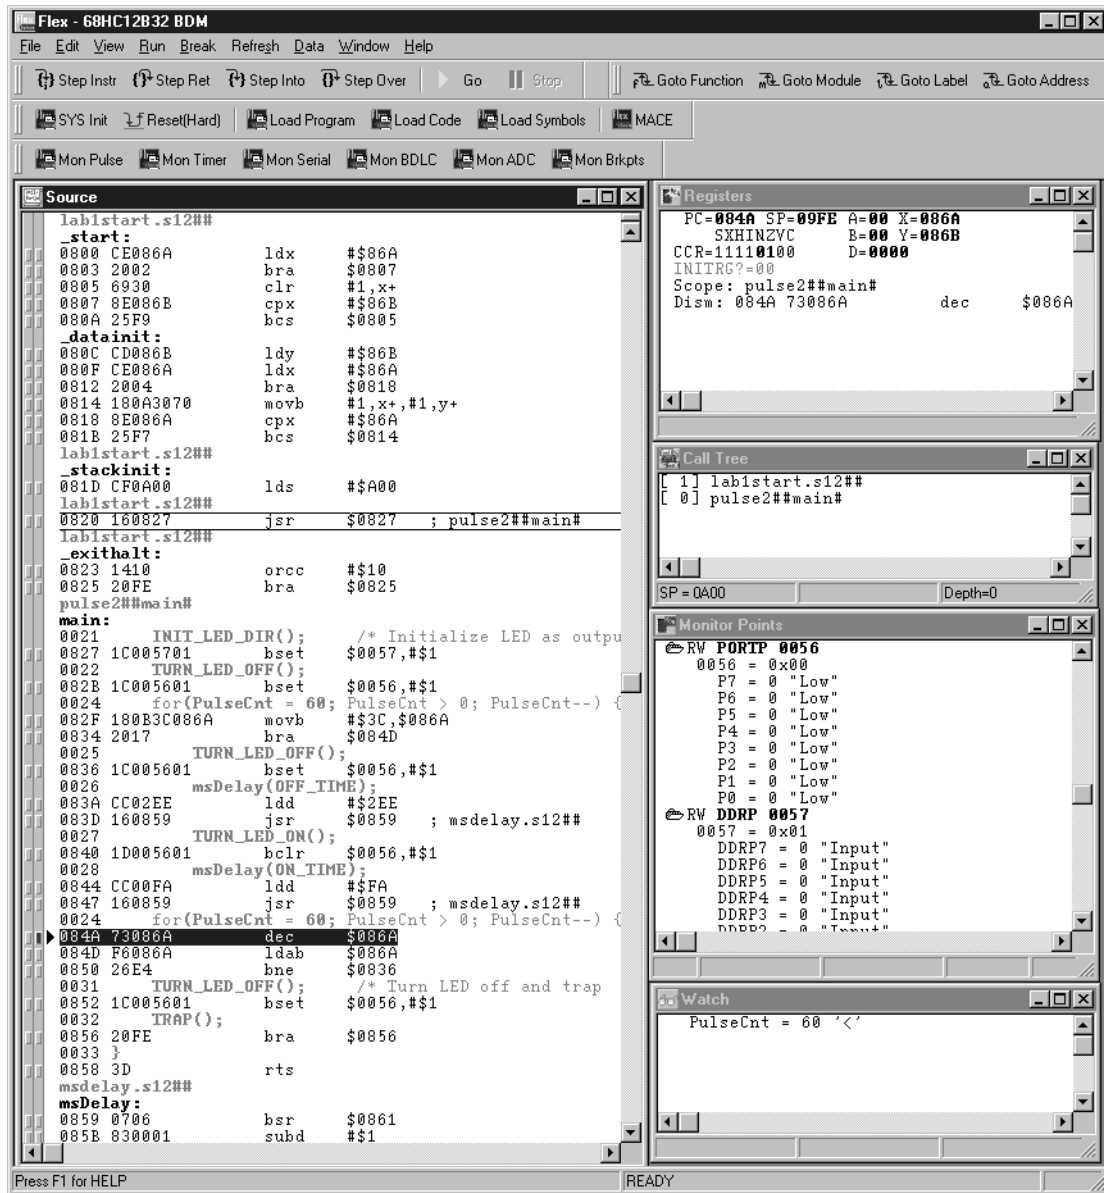 Flex - 68HC12B32 BDM
File Edit View Run Break Refresh Data Window Help
Step Instr Step Ret Step Into Step Over Go Stop Goto Function Goto Module Goto Label Goto Address
SYS Init Reset(Hard) Load Program Load Code Load Symbols MACE
Mon Pulse Mon Timer Mon Serial Mon BDLC Mon ADC Mon Brkpts
Source
lab1start.s12##
_start:
0800 CE086A ldx #$86A
0803 2002 bra $0807
0805 6930 clr #1,x+
0807 8E086B cpx #$86B
080A 25F9 bcs $0805
_datainit:
080C CD086B ldy #$86B
080F CE086A ldx #$86A
0812 2004 bra $0818
0814 180A3070 movb #1,x+,#1,y+
0818 8E086A cpx #$86A
081B 25F7 bcs $0814
lab1start.s12##
_stackinit:
081D CF0A00 lds #$A00
lab1start.s12##
0820 160827 jsr $0827 ; pulse2##main#
lab1start.s12##
_exithalt:
0823 1410 orcc #$10
0825 20FE bra $0825
pulse2##main#
main:
0021 INIT_LED_DIR(); /* Initialize LED as outpu
0827 1C005701 bset $0057,#$1
0022 TURN_LED_OFF();
082B 1C005601 bset $0056,#$1
0024 for(PulseCnt = 60; PulseCnt > 0; PulseCnt--) {
082F 180B3C086A movb #$3C,$086A
0834 2017 bra $084D
0025 TURN_LED_OFF();
0836 1C005601 bset $0056,#$1
0026 msDelay(OFF_TIME);
083A CC02EE ldd #$2EE
083D 160859 jsr $0859 ; msdelay.s12##
0027 TURN_LED_ON();
0840 1D005601 bclr $0056,#$1
0028 msDelay(ON_TIME);
0844 CC00FA ldd #$FA
0847 160859 jsr $0859 ; msdelay.s12##
0024 for(PulseCnt = 60; PulseCnt > 0; PulseCnt--) {
084A 73086A dec $086A
084D F6086A ldab $086A
0850 26E4 bne $0836
0031 TURN_LED_OFF(); /* Turn LED off and trap
0852 1C005601 bset $0056,#$1
0032 TRAP();
0856 20FE bra $0856
0033 }
0858 3D rts
msdelay.s12##
msDelay:
0859 0706 bsr $0861
085B 830001 subd #$1
Registers
PC=084A SP=09FE A=00 X=086A
SXHINZVC B=00 Y=086B
CCR=11110100 D=0000
INITRG?=00
Scope: pulse2##main#
Dism: 084A 73086A dec $086A
Call Tree
[ 1] lab1start.s12##
[ 0] pulse2##main#
SP = 0A00 Depth=0
Monitor Points
RW PORTP 0056
0056 = 0x00
P7 = 0 "Low"
P6 = 0 "Low"
P5 = 0 "Low"
P4 = 0 "Low"
P3 = 0 "Low"
P2 = 0 "Low"
P1 = 0 "Low"
P0 = 0 "Low"
RW DDRP 0057
0057 = 0x01
DDRP7 = 0 "Input"
DDRP6 = 0 "Input"
DDRP5 = 0 "Input"
DDRP4 = 0 "Input"
DDRP3 = 0 "Input"
DDRP2 = 0 "Input"
Watch
PulseCnt = 60 '<'
Press F1 for HELP READY